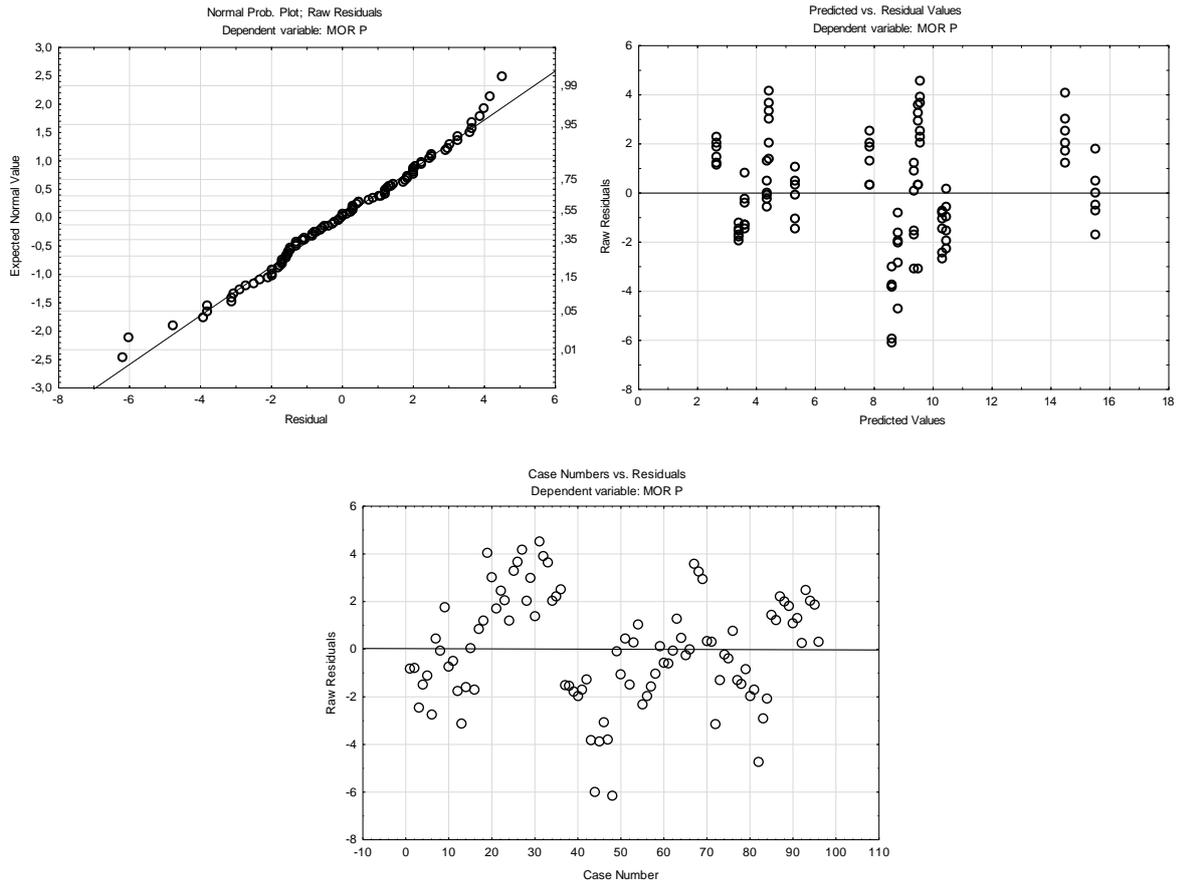 Normal Prob. Plot; Raw Residuals
Dependent variable: MOR P
3,0
2,5
2,0
1,5
1,0
0,5
0,0
-0,5
-1,0
-1,5
-2,0
-2,5
-3,0
Expected Normal Value
,99
,95
,75
,55
,35
,15
,05
,01
-8 -6 -4 -2 0 2 4 6
Residual
Predicted vs. Residual Values
Dependent variable: MOR P
6
4
2
0
-2
-4
-6
-8
Raw Residuals
0 2 4 6 8 10 12 14 16 18
Predicted Values
Case Numbers vs. Residuals
Dependent variable: MOR P
6
4
2
0
-2
-4
-6
-8
Raw Residuals
-10 0 10 20 30 40 50 60 70 80 90 100 110
Case Number